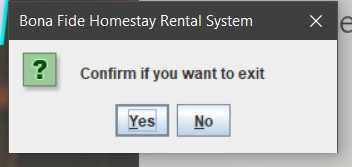 Bona Fide Homestay Rental System
Confirm if you want to exit
Yes No